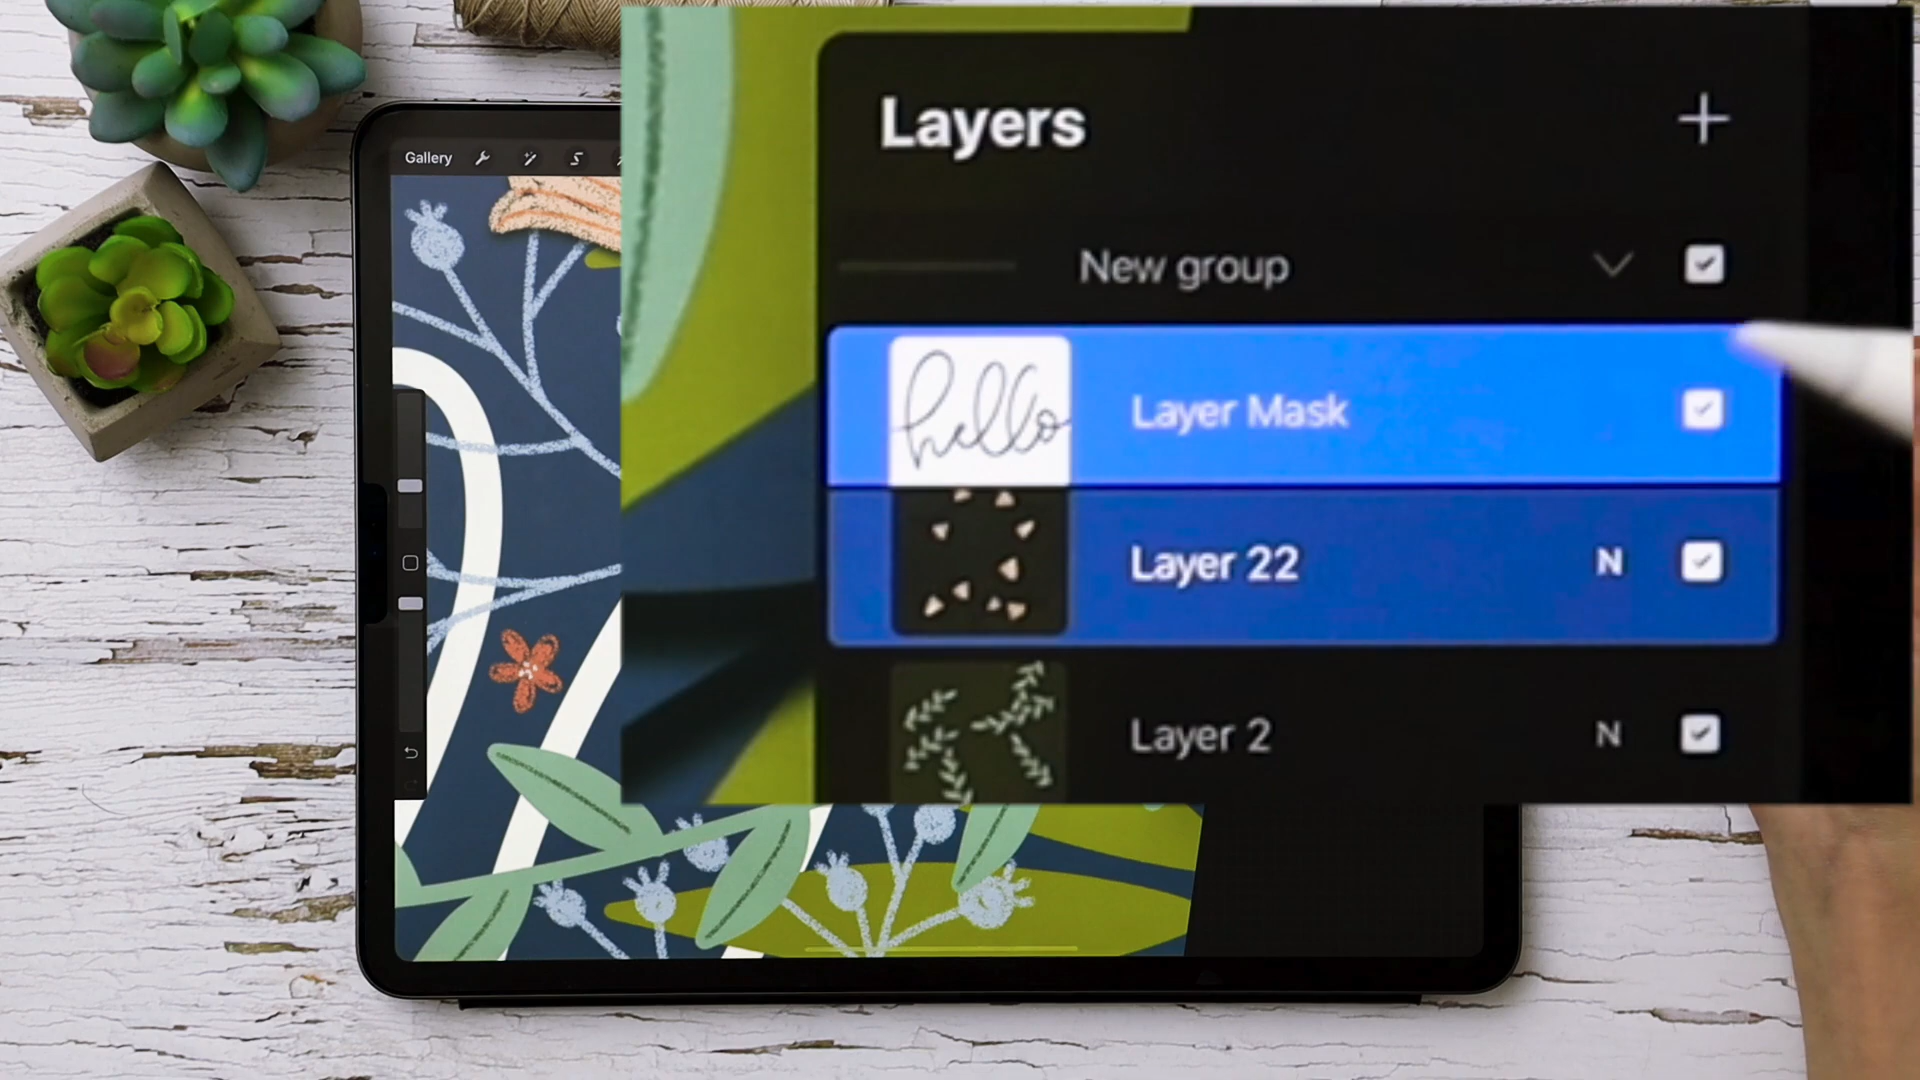 Gallery
Layers
New group
hello
Layer Mask
Layer 22 N
Layer 2 N